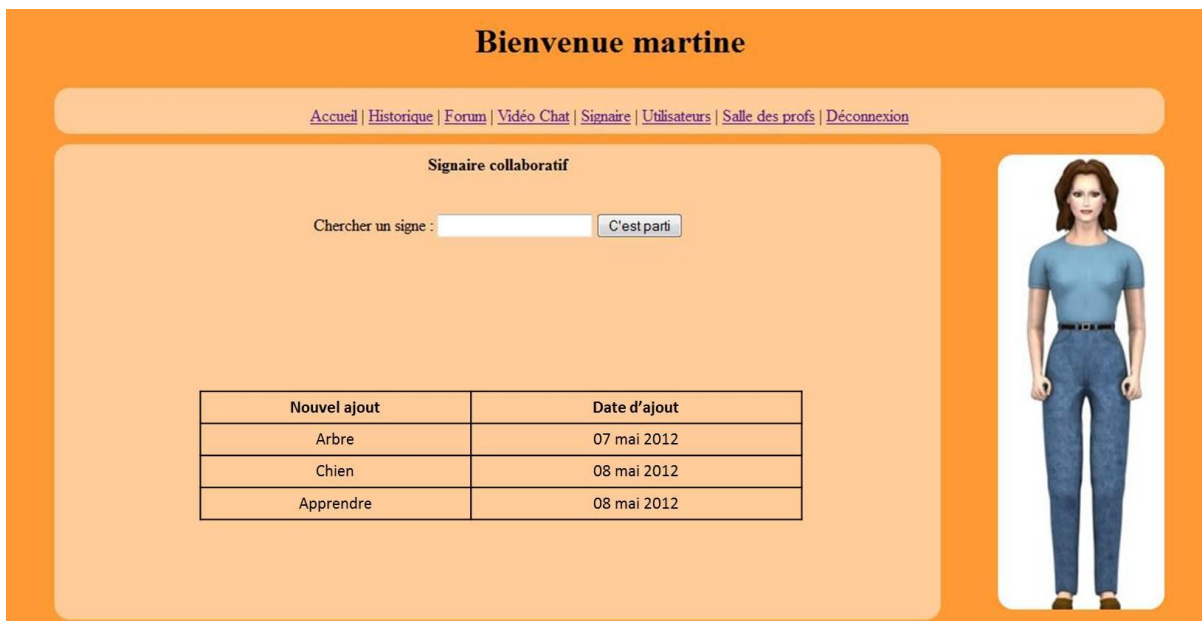 Bienvenue martine
Accueil | Historique | Forum | Vidéo Chat | Signaire | Utilisateurs | Salle des profs | Déconnexion
Signaire collaboratif
Chercher un signe : C'est parti
Nouvel ajout Date d'ajout
Arbre 07 mai 2012
Chien 08 mai 2012
Apprendre 08 mai 2012